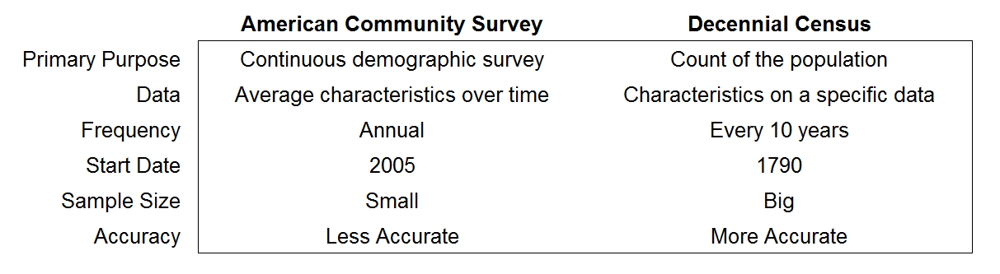 American Community Survey Decennial Census
Primary Purpose Continuous demographic survey Count of the population
Data Average characteristics over time Characteristics on a specific data
Frequency Annual Every 10 years
Start Date 2005 1790
Sample Size Small Big
Accuracy Less Accurate More Accurate